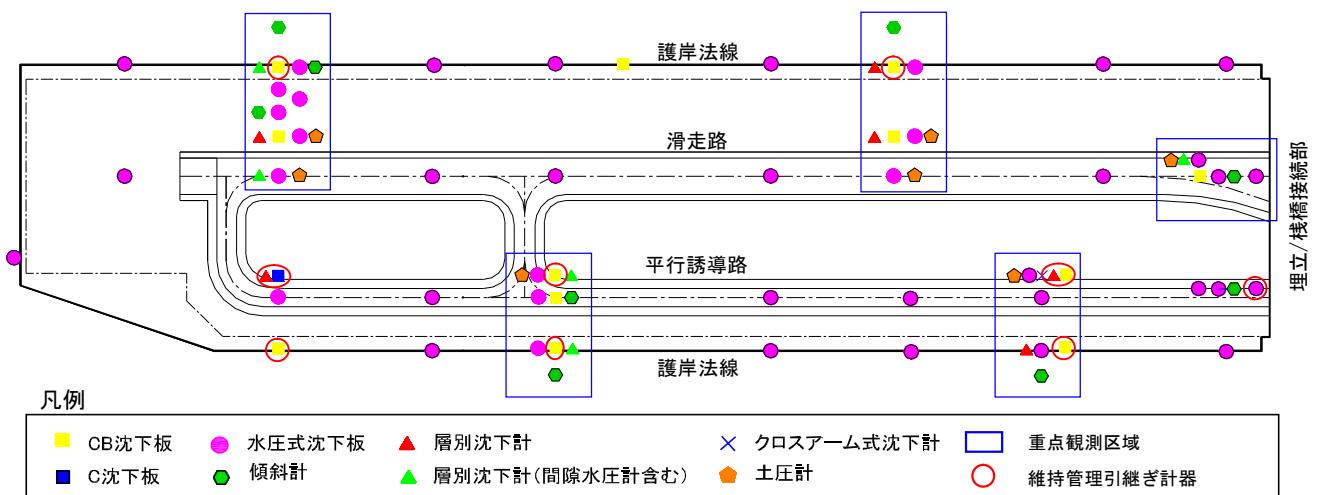 護岸法線
滑走路
埋立/桟橋接続部
平行誘導路
護岸法線
凡例
CB沈下板
水圧式沈下板
層別沈下計
クロスアーム式沈下計
重点観測区域
C沈下板
傾斜計
層別沈下計(間隙水圧計含む)
土圧計
維持管理引継ぎ計器